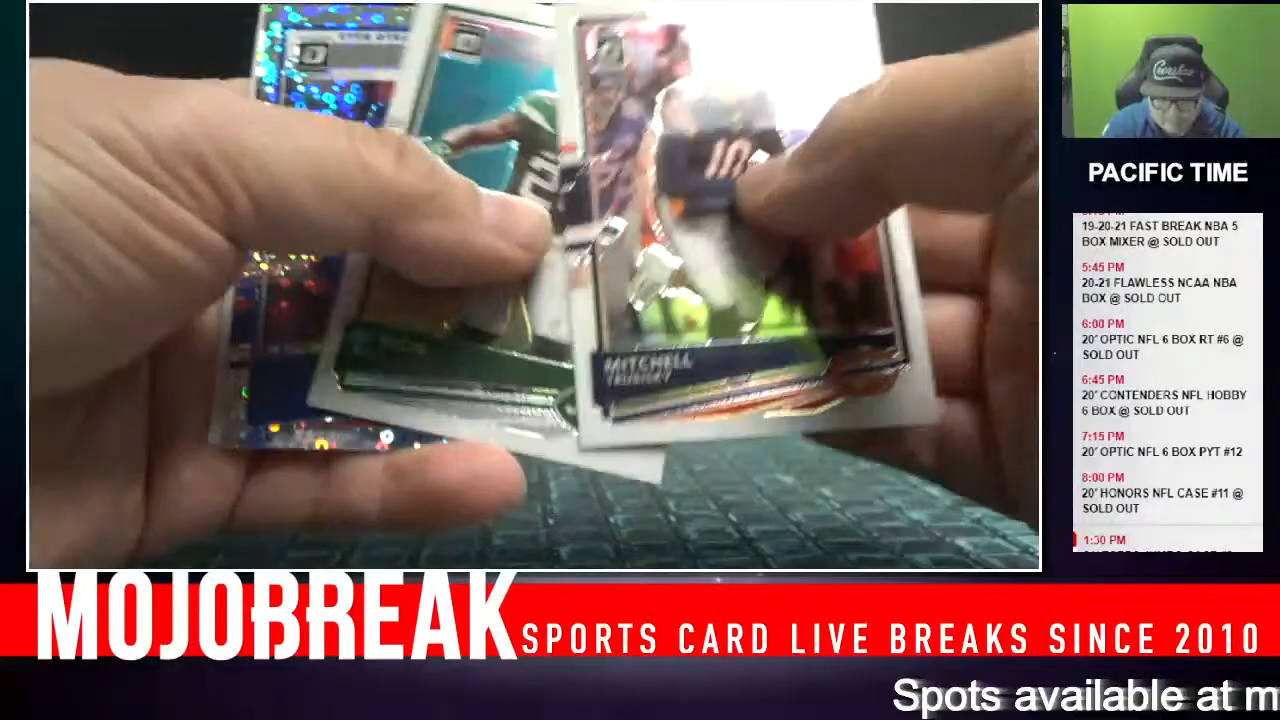 10
MITCHELL
TRUBISKY
Crenshaw
PACIFIC TIME
19-20-21 FAST BREAK NBA 5
BOX MIXER @ SOLD OUT
5:45 PM
20-21 FLAWLESS NCAA NBA
BOX @ SOLD OUT
6:00 PM
20' OPTIC NFL 6 BOX RT #6 @
SOLD OUT
6:45 PM
20' CONTENDERS NFL HOBBY
6 BOX @ SOLD OUT
7:15 PM
20' OPTIC NFL 6 BOX PYT #12
8:00 PM
20' HONORS NFL CASE #11 @
SOLD OUT
1:30 PM
MOJOBREAK
SPORTS CARD LIVE BREAKS SINCE 2010
Spots available at m